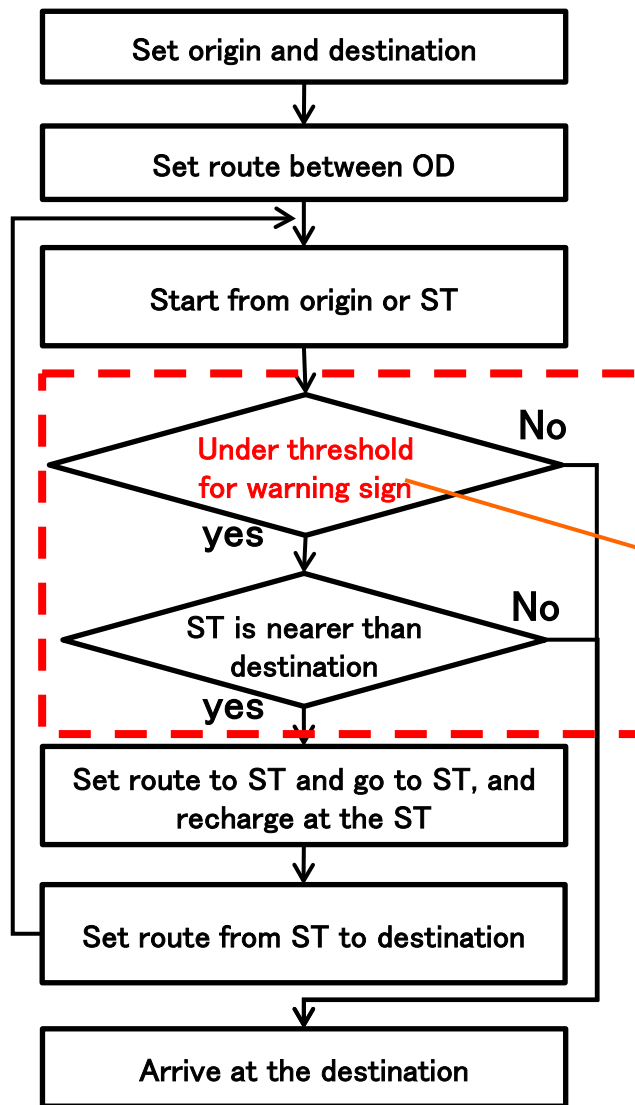 Set origin and destination
Set route between OD
Start from origin or ST
No
Under threshold
for warning sign
yes
No
ST is nearer than
destination
yes
Set route to ST and go to ST, and
recharge at the ST
Set route from ST to destination
Arrive at the destination